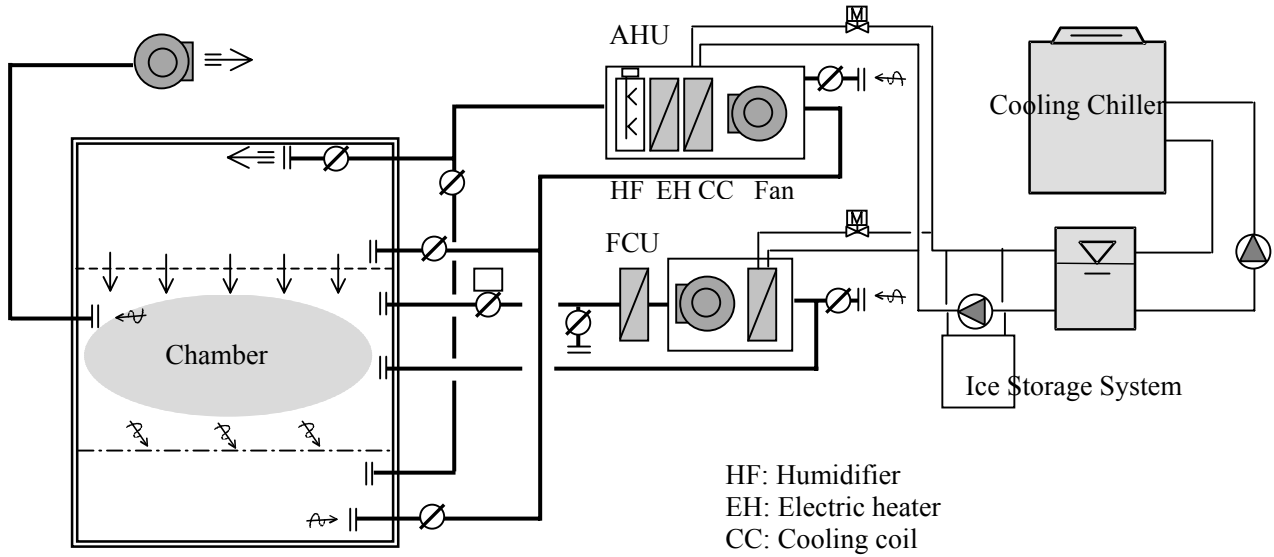 AHU
M
Cooling Chiller
HF EH CC Fan
M
FCU
Chamber
Ice Storage System
HF: Humidifier
EH: Electric heater
CC: Cooling coil